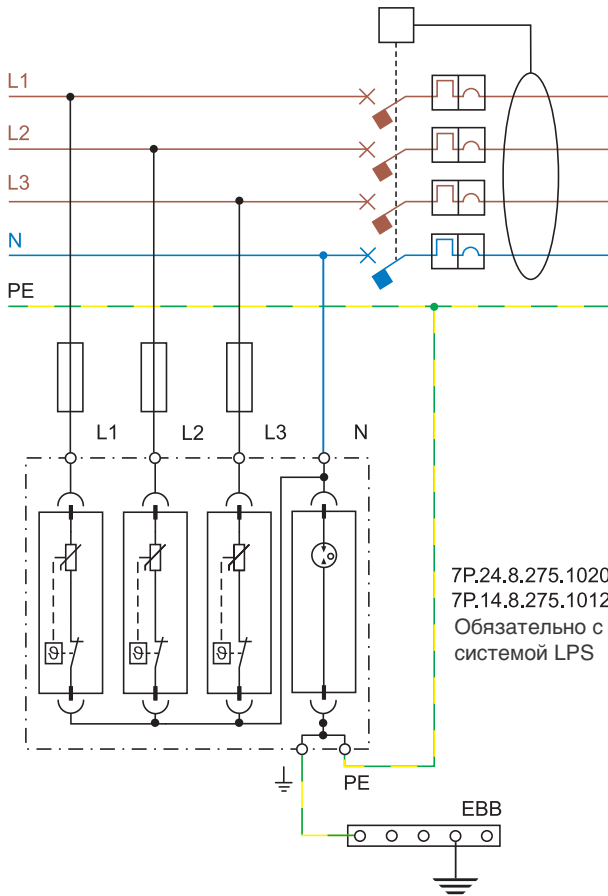 L1
L2
L3
N
PE
L1 L2 L3 N
ϑ ϑ ϑ
7P.24.8.275.1020
7P.14.8.275.1012
Обязательно с
системой LPS
PE
EBB